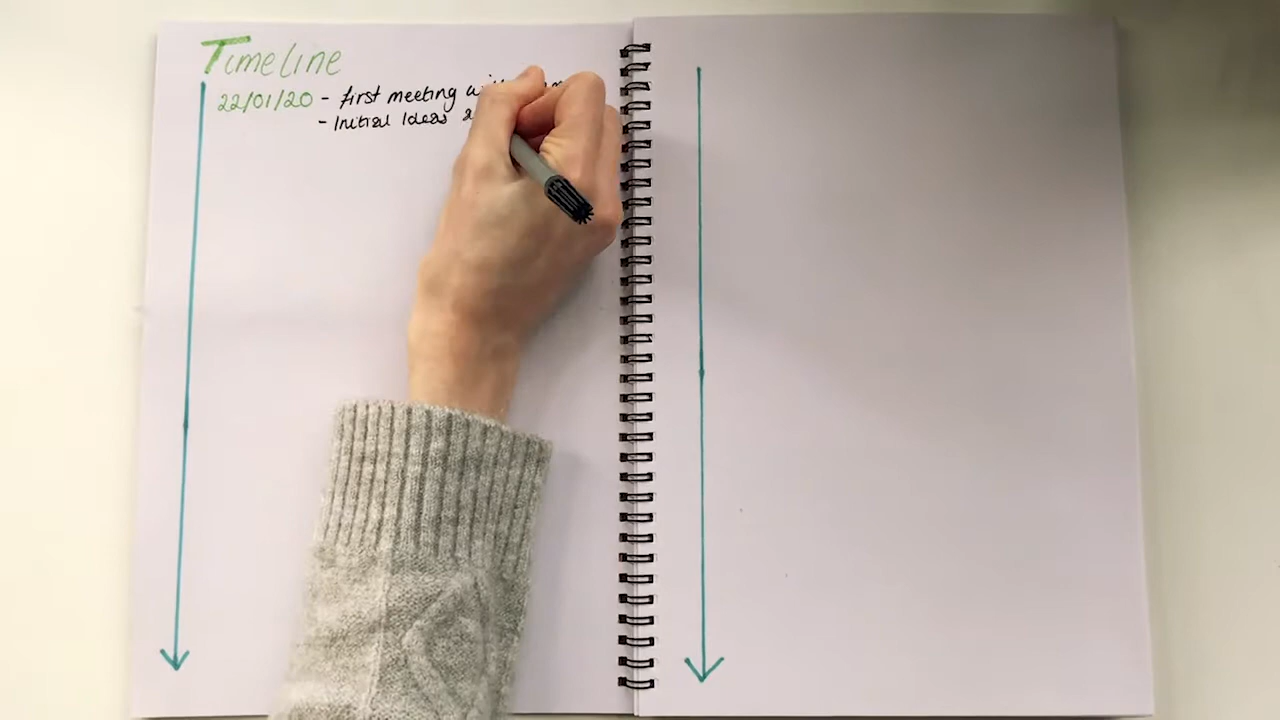 Timeline
22/01/20 - first meeting
- Initial Ideas